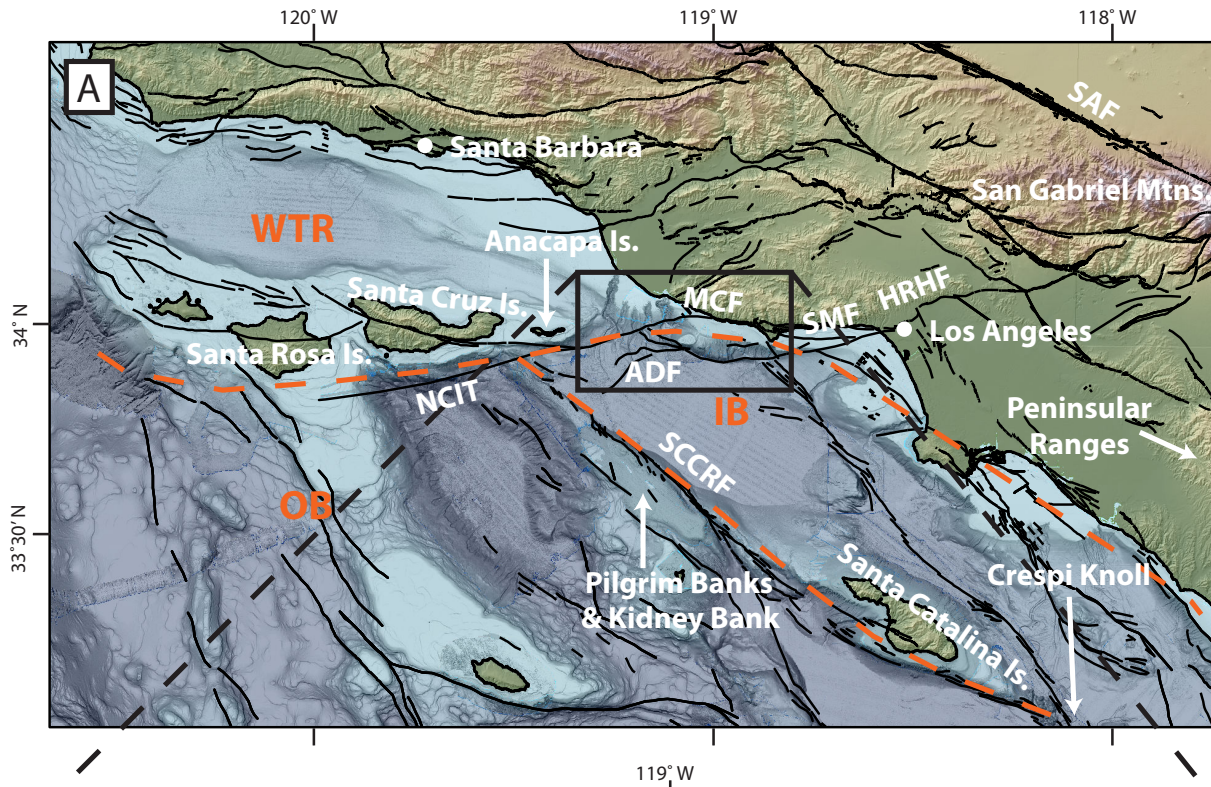 120° W
119° W
118° W
A
SAF
Santa Barbara
San Gabriel Mtns.
WTR
Anacapa Is.
Santa Cruz Is.
MCF
SMF
HRHF
34° N
Los Angeles
Santa Rosa Is.
ADF
NCIT
IB
Peninsular
Ranges
SCCRF
OB
33°30' N
Pilgrim Banks
& Kidney Bank
Santa Catalina Is.
Crespi Knoll
119° W